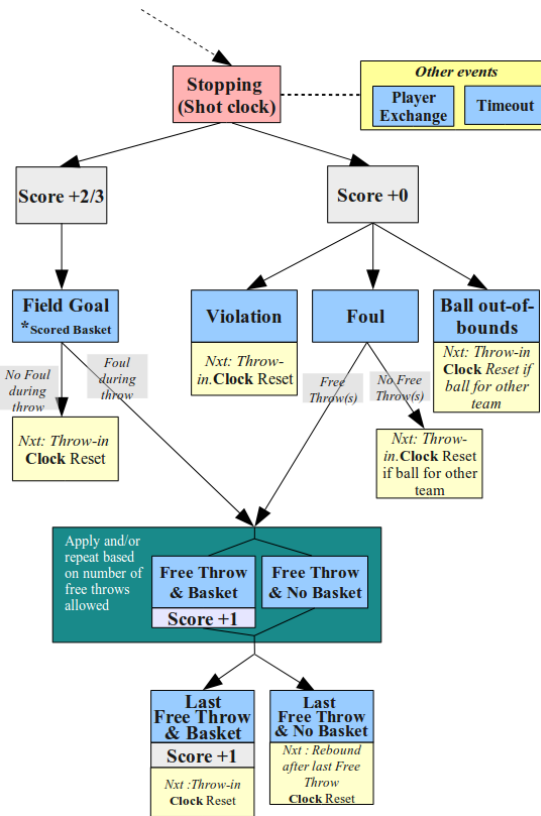 Stopping
(Shot clock)
Other events
Player
Exchange
Timeout
Score +2/3
Score +0
Field Goal
*Scored Basket
Violation
Nxt: Throw-
in.Clock Reset
Foul
Ball out-of-
bounds
Nxt: Throw-in
Clock Reset if
ball for other
team
No Foul
during
throw
Foul
during
throw
Free
Throw(s)
No Free
Throw(s)
Nxt: Throw-in
Clock Reset
Nxt: Throw-
in.Clock Reset
if ball for other
team
Apply and/or
repeat based
on number of
free throws
allowed
Free Throw
& Basket
Score +1
Free Throw
& No Basket
Last
Free Throw
& Basket
Score +1
Nxt :Throw-in
Clock Reset
Last
Free Throw
& No Basket
Nxt : Rebound
after last Free
Throw
Clock Reset